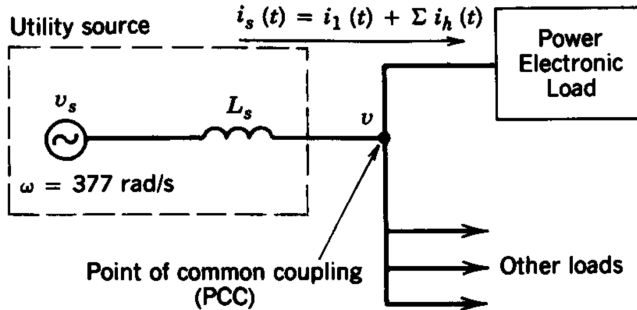 Utility source
i_s (t) = i_1 (t) + Σ i_h (t)
Power
Electronic
Load
v_s
L_s
v
ω = 377 rad/s
Point of common coupling
(PCC)
Other loads